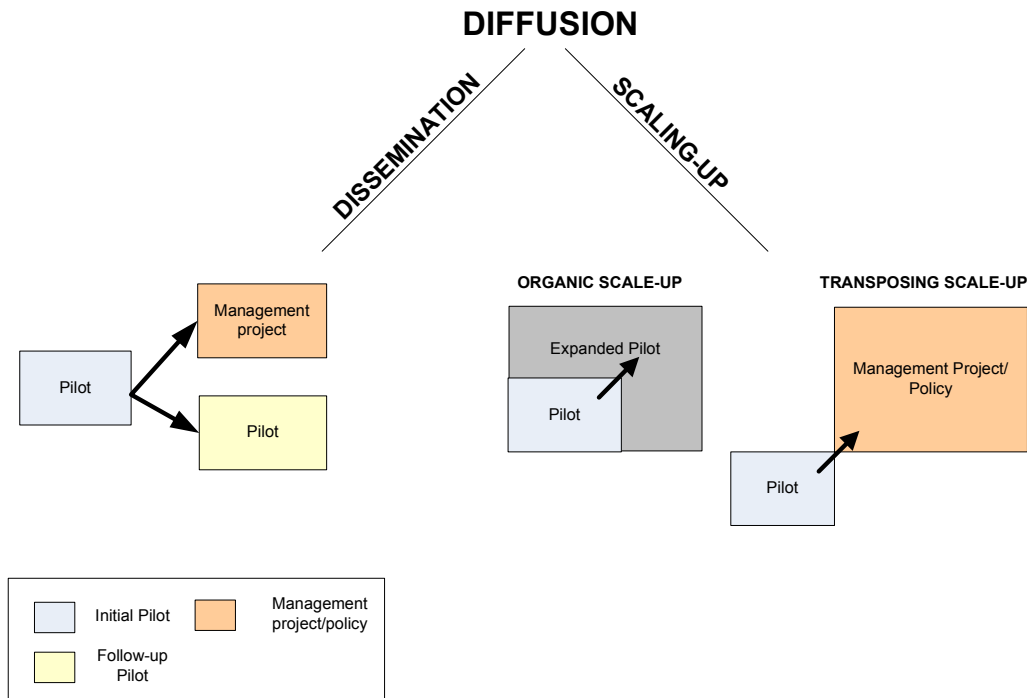 DIFFUSION
DISSEMINATION
SCALING-UP
ORGANIC SCALE-UP
TRANSPOSING SCALE-UP
Management
project
Pilot
Pilot
Expanded Pilot
Pilot
Management Project/
Policy
Pilot
Initial Pilot
Management
project/policy
Follow-up
Pilot